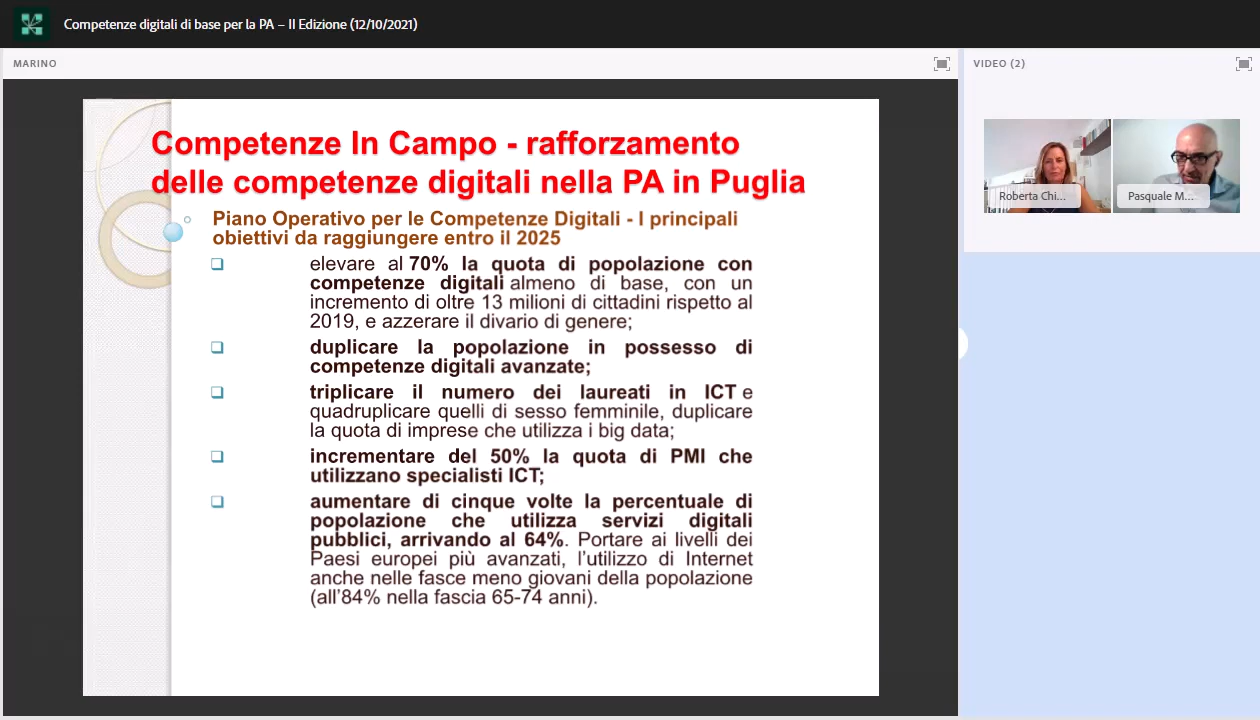 Competenze digitali di base per la PA – II Edizione (12/10/2021)
MARINO
VIDEO (2)
Competenze In Campo - rafforzamento
delle competenze digitali nella PA in Puglia
Piano Operativo per le Competenze Digitali - I principali
obiettivi da raggiungere entro il 2025
elevare al 70% la quota di popolazione con
competenze digitali almeno di base, con un
incremento di oltre 13 milioni di cittadini rispetto al
2019, e azzerare il divario di genere;
duplicare la popolazione in possesso di
competenze digitali avanzate;
triplicare il numero dei laureati in ICT e
quadruplicare quelli di sesso femminile, duplicare
la quota di imprese che utilizza i big data;
incrementare del 50% la quota di PMI che
utilizzano specialisti ICT;
aumentare di cinque volte la percentuale di
popolazione che utilizza servizi digitali
pubblici, arrivando al 64%. Portare ai livelli dei
Paesi europei più avanzati, l'utilizzo di Internet
anche nelle fasce meno giovani della popolazione
(all'84% nella fascia 65-74 anni).
Roberta Chi...
Pasquale M...